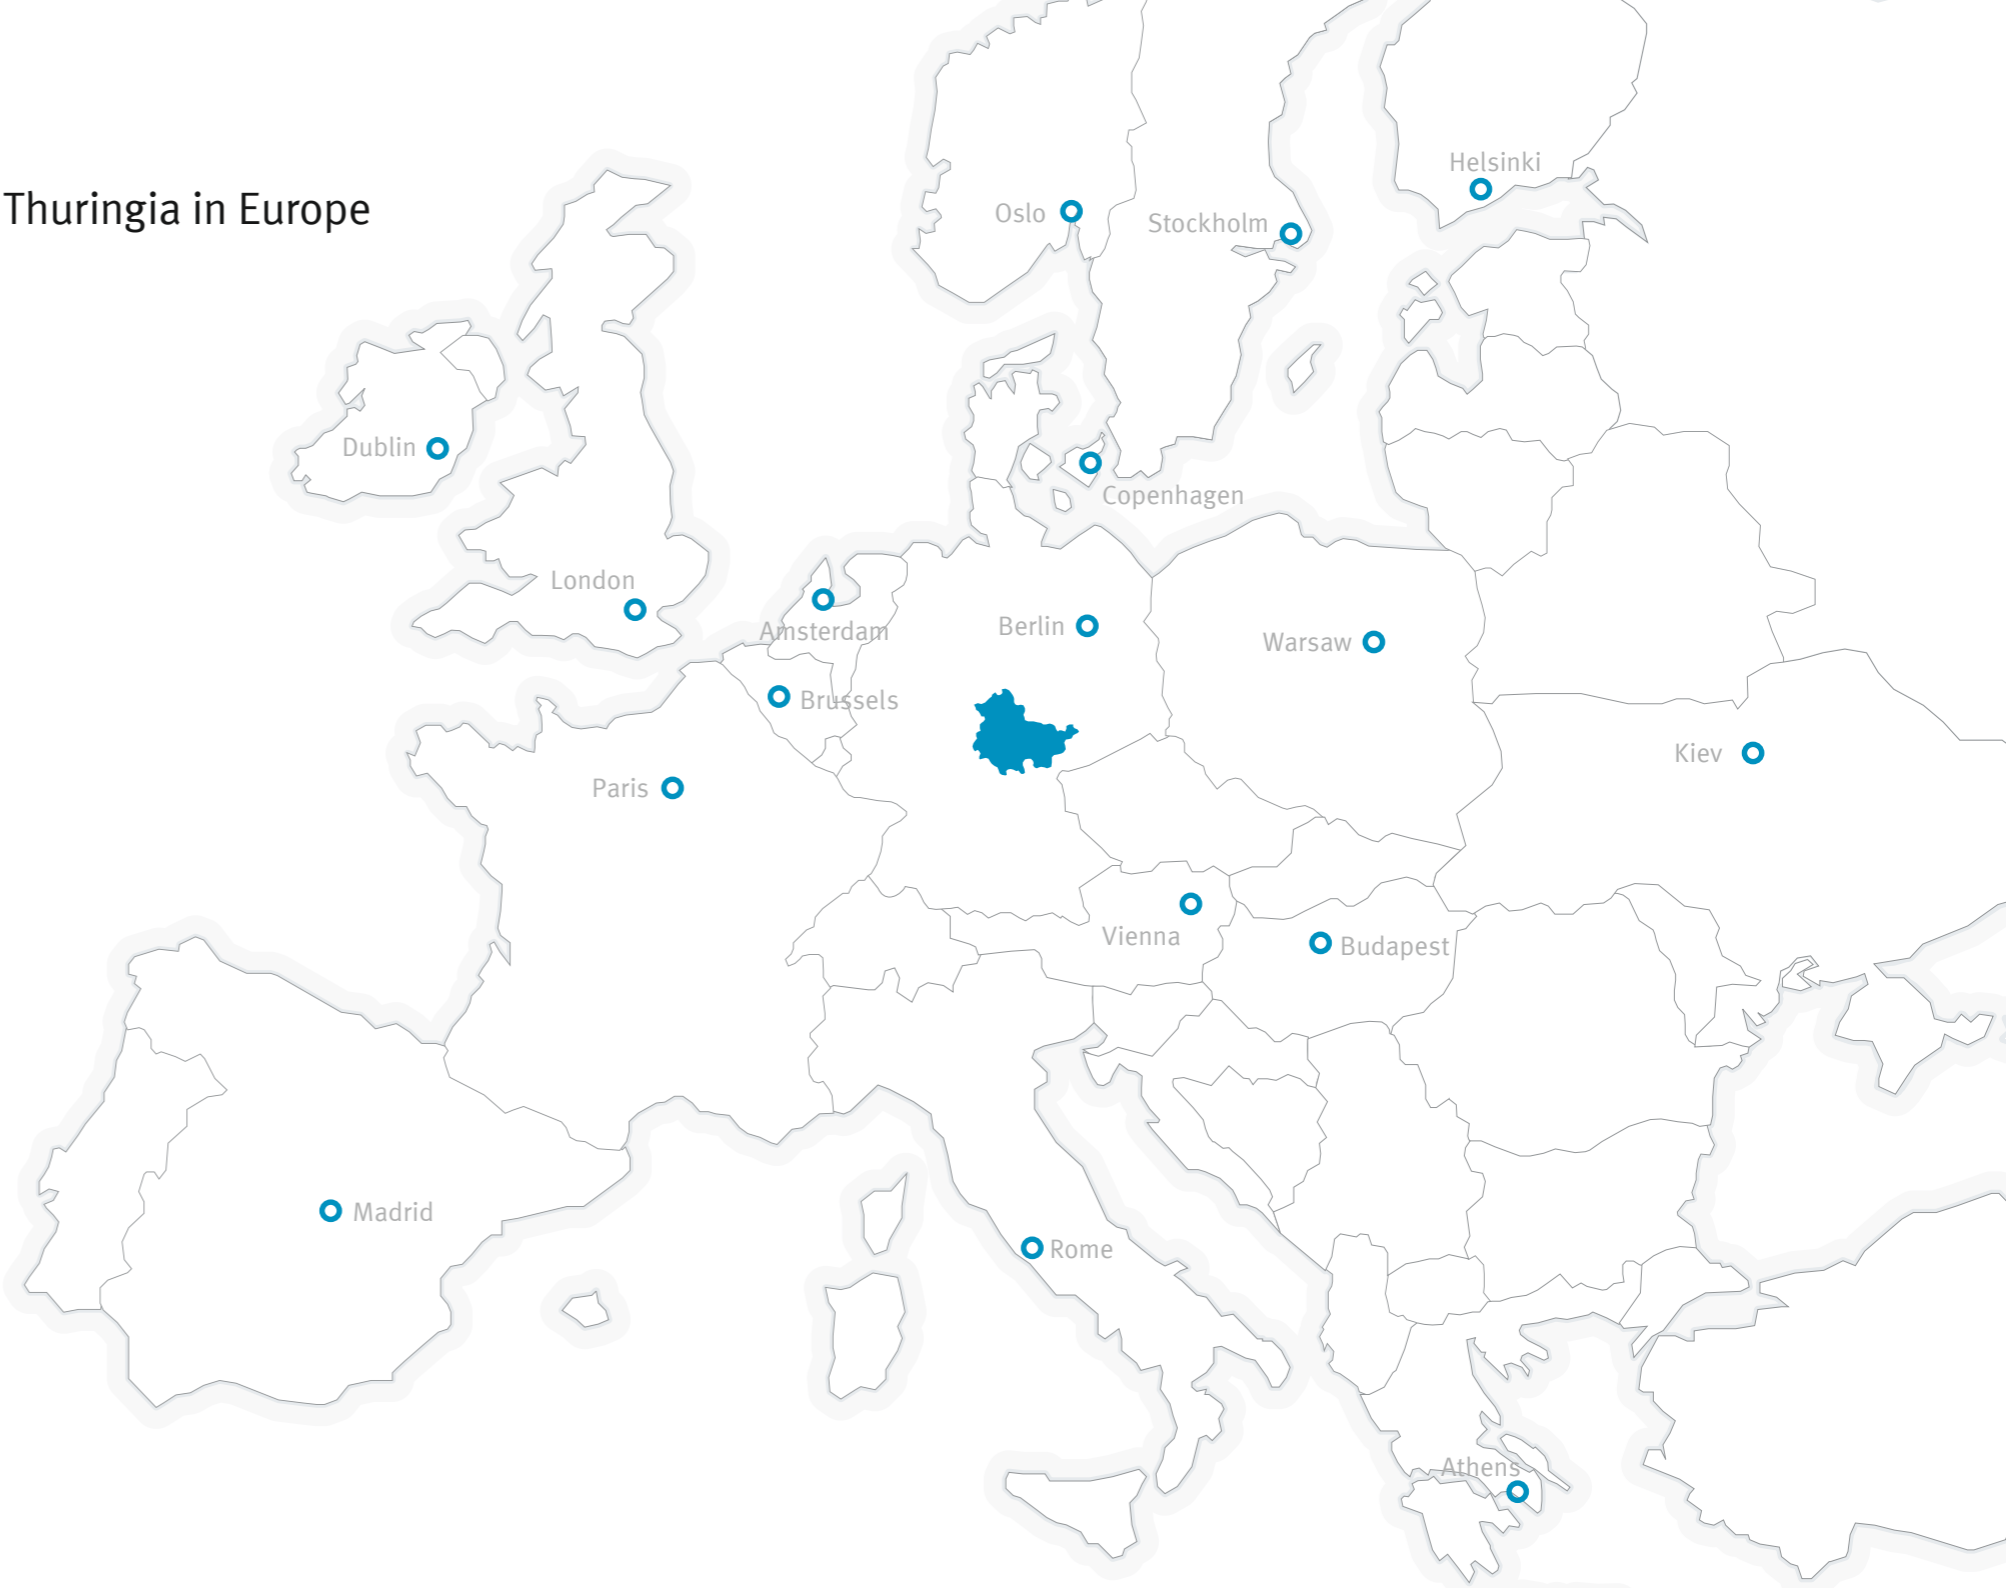 Helsinki
Thuringia in Europe
Oslo
Stockholm
Dublin
Copenhagen
London
Amsterdam
Berlin
Warsaw
Brussels
Kiev
Paris
Vienna
Budapest
Madrid
Rome
Athens